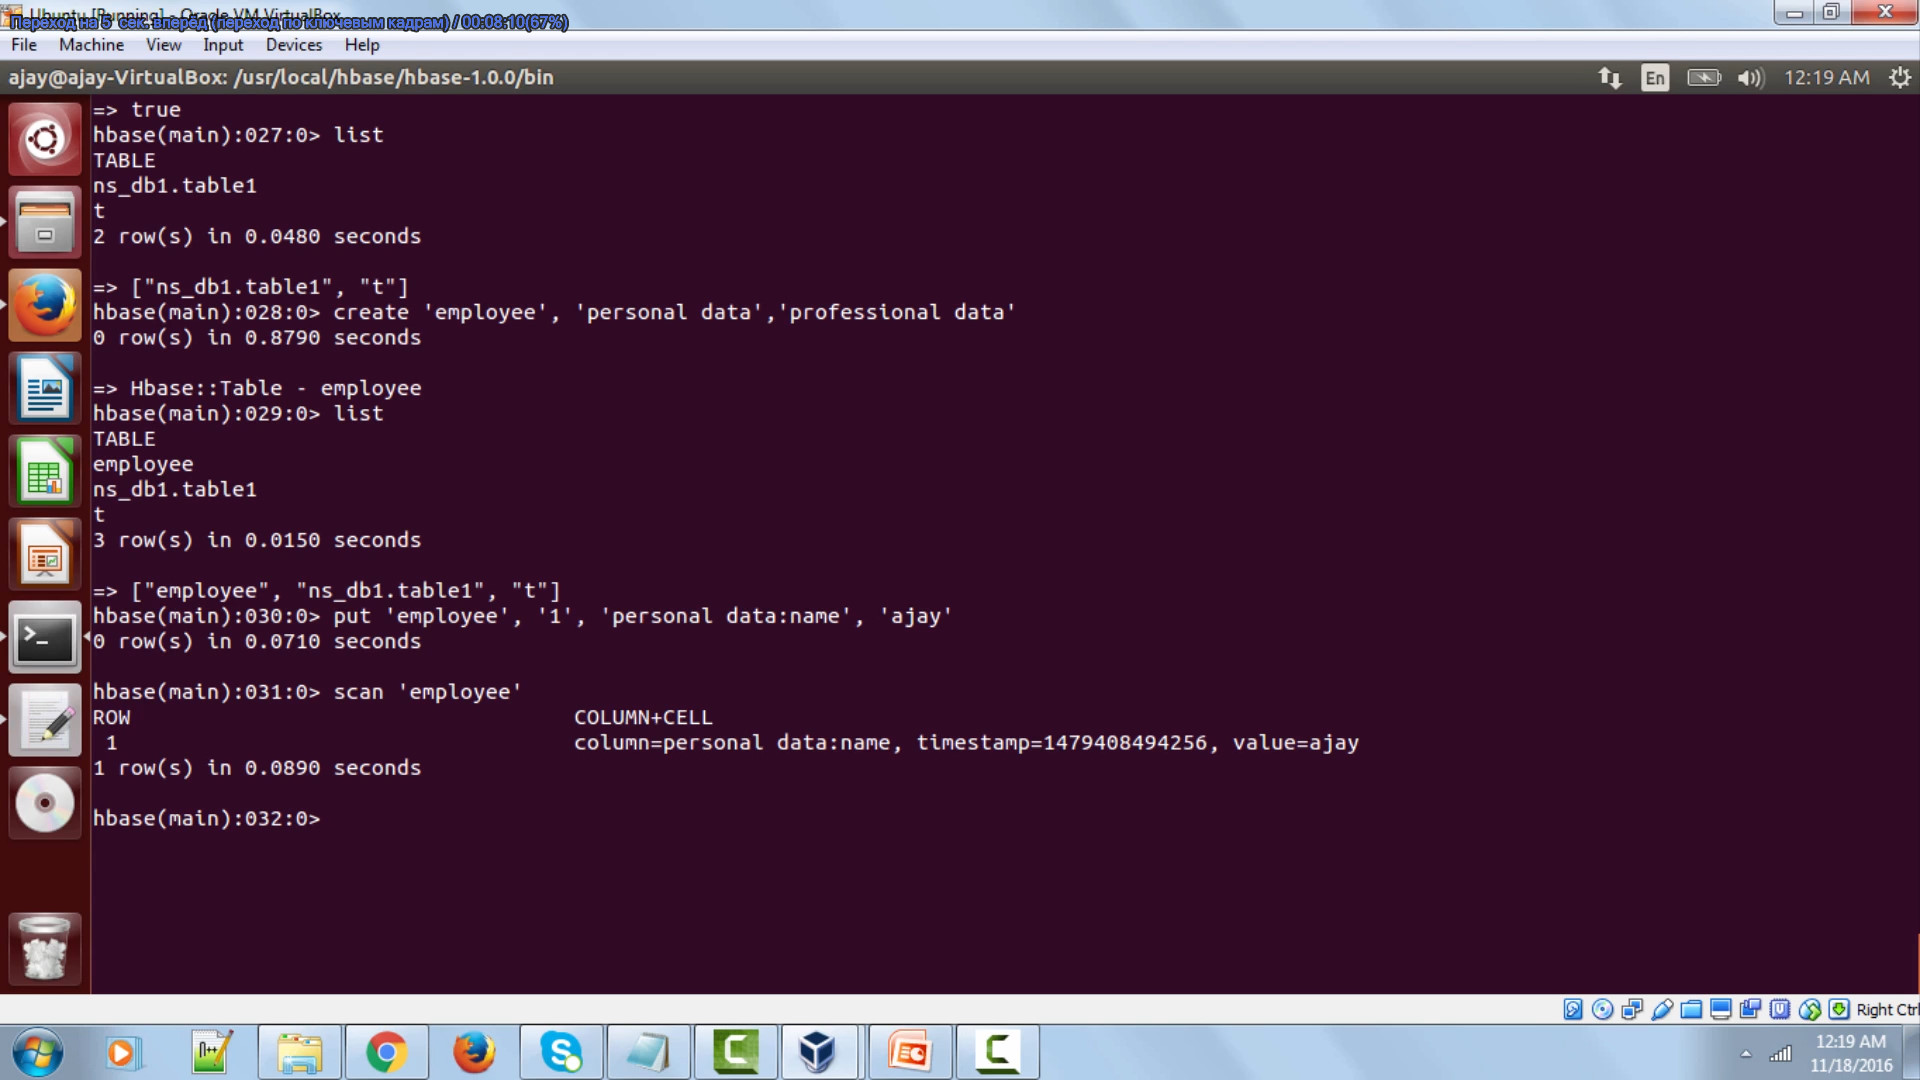 Ubuntu [Running] - Oracle VM VirtualBox
Переход на 5 сек. вперёд (переход по ключевым кадрам) / 00:08:10(67%)
File Machine View Input Devices Help
ajay@ajay-VirtualBox: /usr/local/hbase/hbase-1.0.0/bin
En
12:19 AM
=> true
hbase(main):027:0> list
TABLE
ns_db1.table1
t
2 row(s) in 0.0480 seconds
=> ["ns_db1.table1", "t"]
hbase(main):028:0> create 'employee', 'personal data','professional data'
0 row(s) in 0.8790 seconds
=> Hbase::Table - employee
hbase(main):029:0> list
TABLE
employee
ns_db1.table1
t
3 row(s) in 0.0150 seconds
=> ["employee", "ns_db1.table1", "t"]
hbase(main):030:0> put 'employee', '1', 'personal data:name', 'ajay'
0 row(s) in 0.0710 seconds
hbase(main):031:0> scan 'employee'
ROW COLUMN+CELL
1 column=personal data:name, timestamp=1479408494256, value=ajay
1 row(s) in 0.0890 seconds
hbase(main):032:0>
Right Ctrl
12:19 AM
11/18/2016